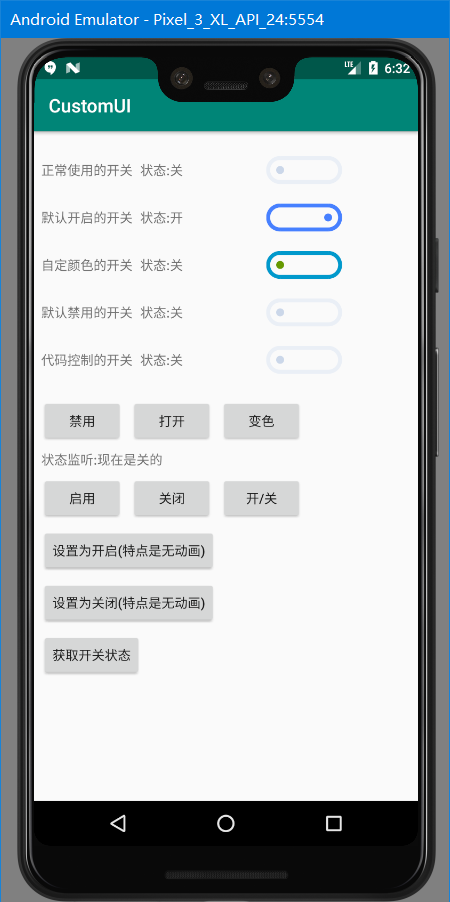 Android Emulator - Pixel_3_XL_API_24:5554
LTE 6:32
CustomUI
正常使用的开关 状态:关
默认开启的开关 状态:开
自定颜色的开关 状态:关
默认禁用的开关 状态:关
代码控制的开关 状态:关
禁用 打开 变色
状态监听:现在是关的
启用 关闭 开/关
设置为开启(特点是无动画)
设置为关闭(特点是无动画)
获取开关状态